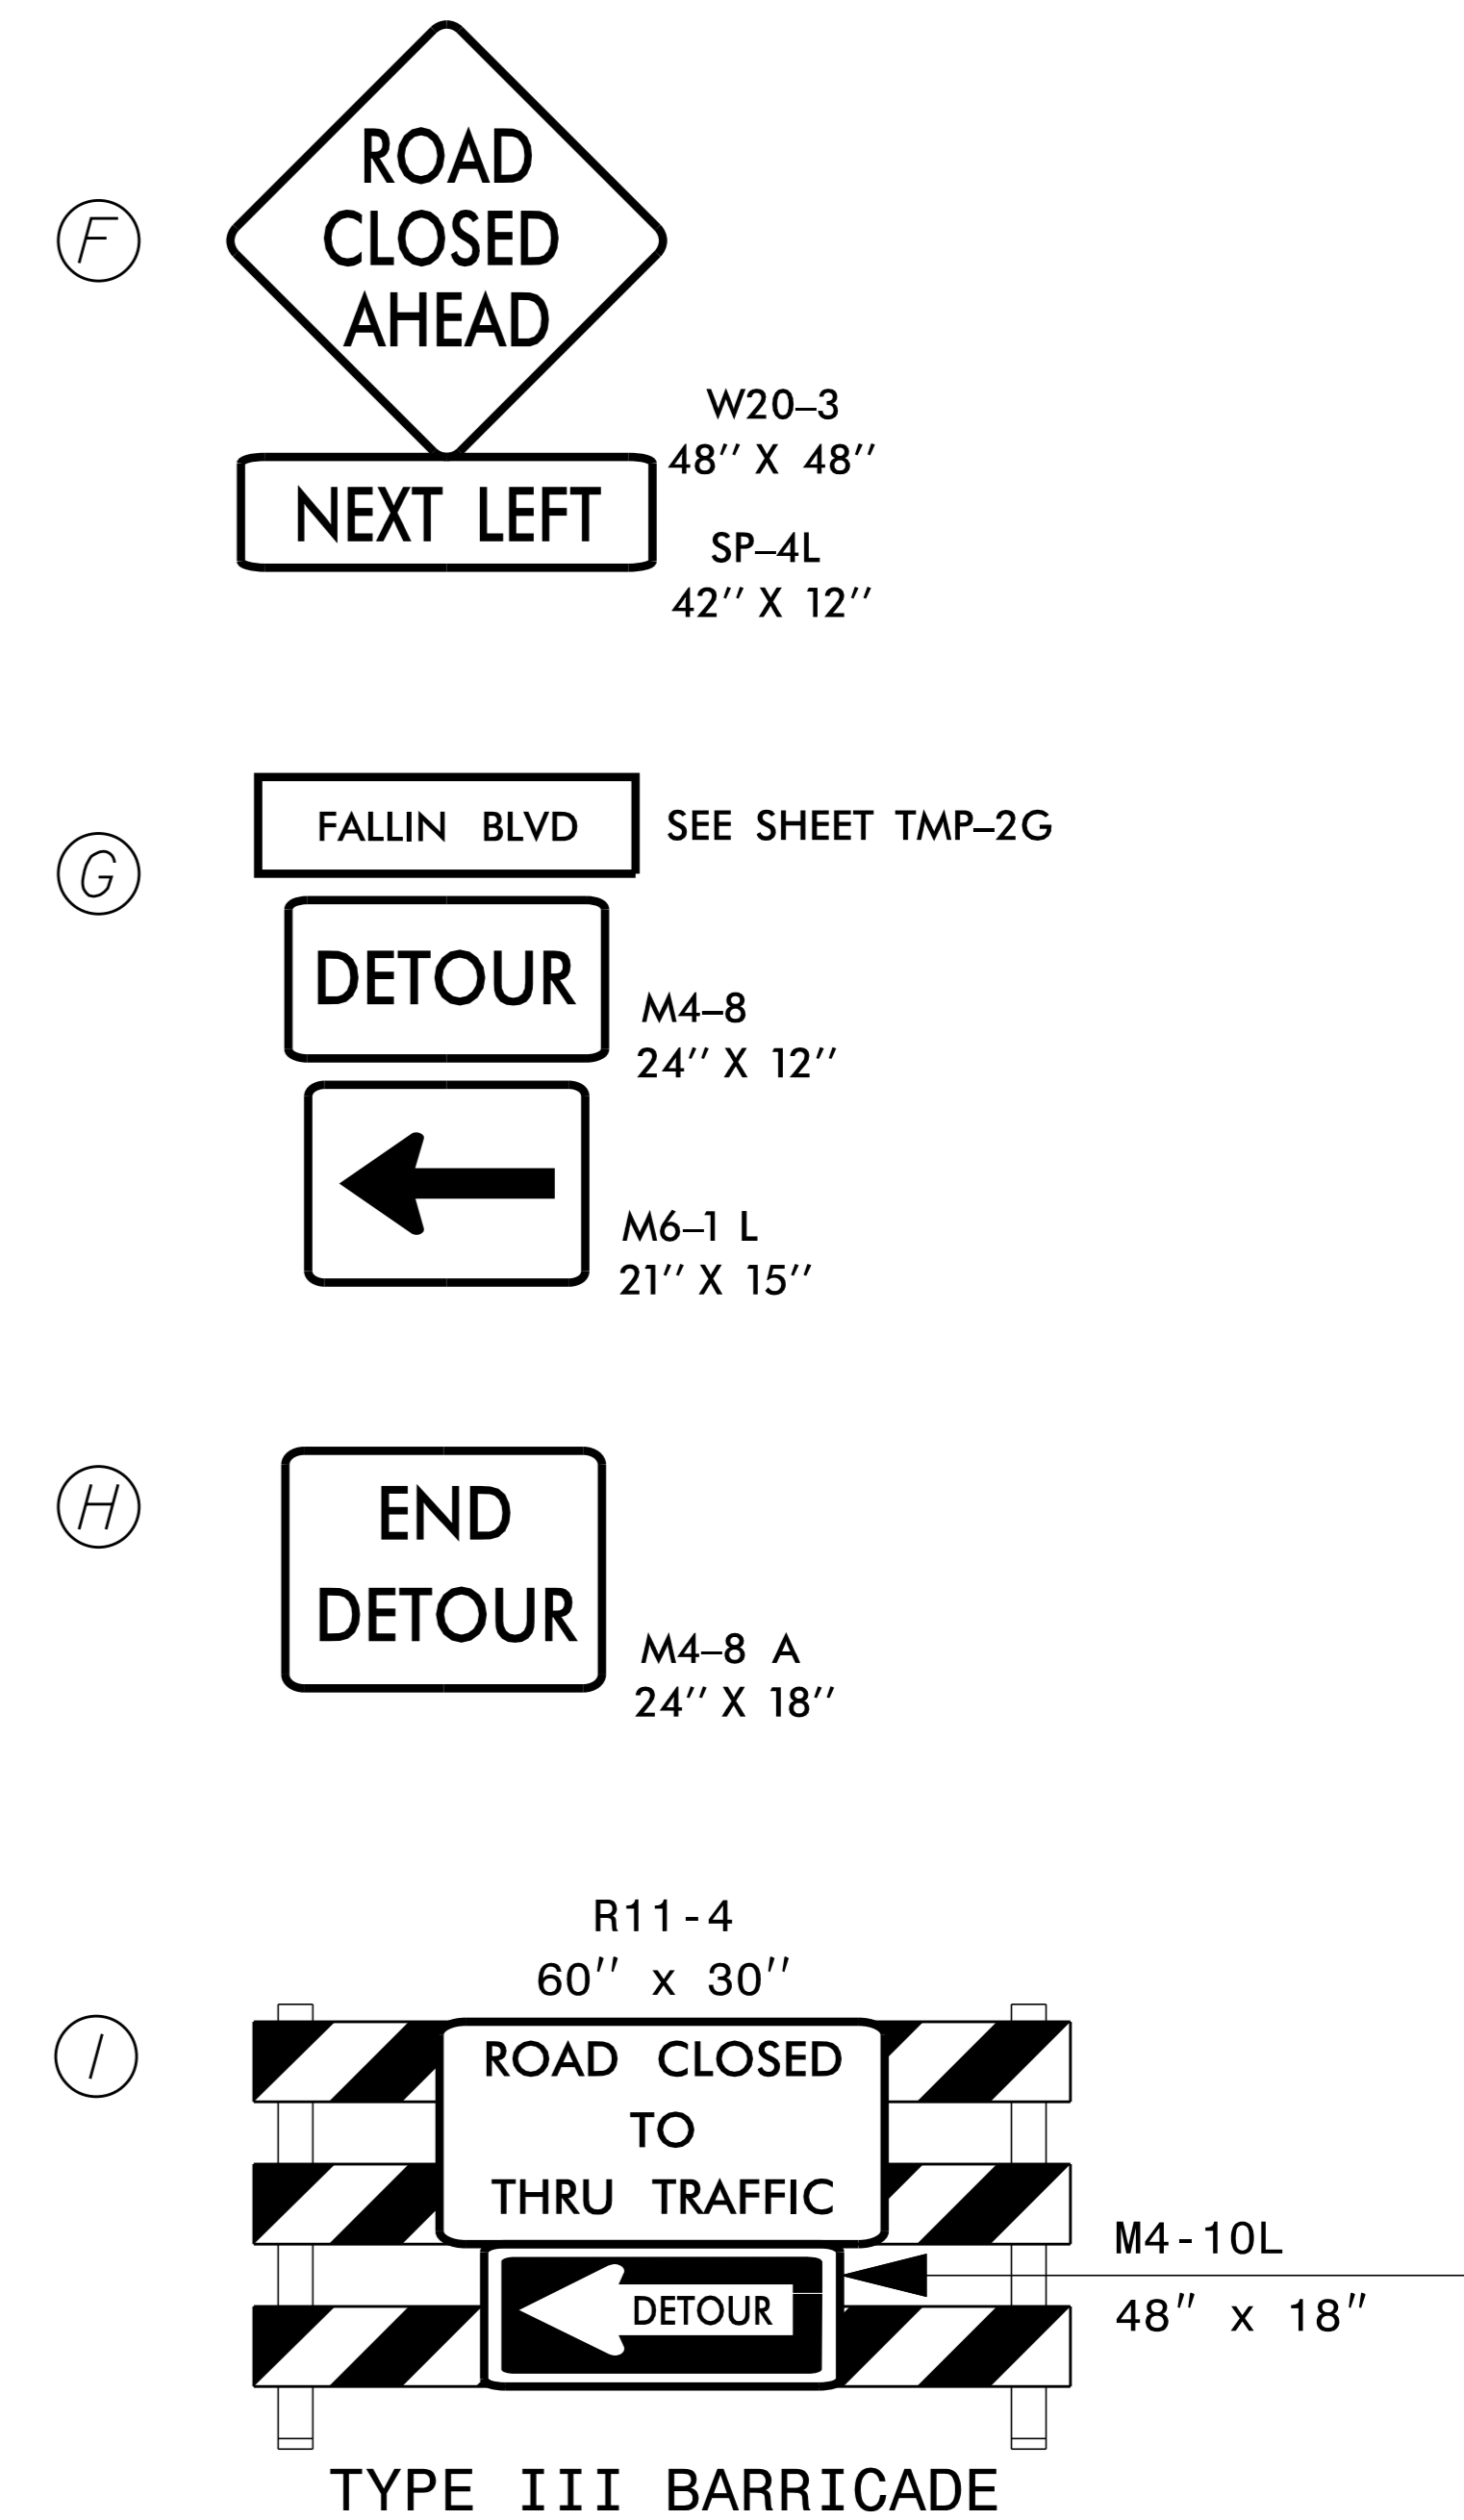 F
ROAD
CLOSED
AHEAD
W20–3
48'' X 48''
NEXT LEFT
SP–4L
42'' X 12''
G
FALLIN BLVD
SEE SHEET TMP–2G
DETOUR
M4–8
24'' X 12''
M6–1 L
21'' X 15''
H
END
DETOUR
M4–8 A
24'' X 18''
I
R11-4
60'' x 30''
ROAD CLOSED
TO
THRU TRAFFIC
M4-10L
48'' x 18''
DETOUR
TYPE III BARRICADE